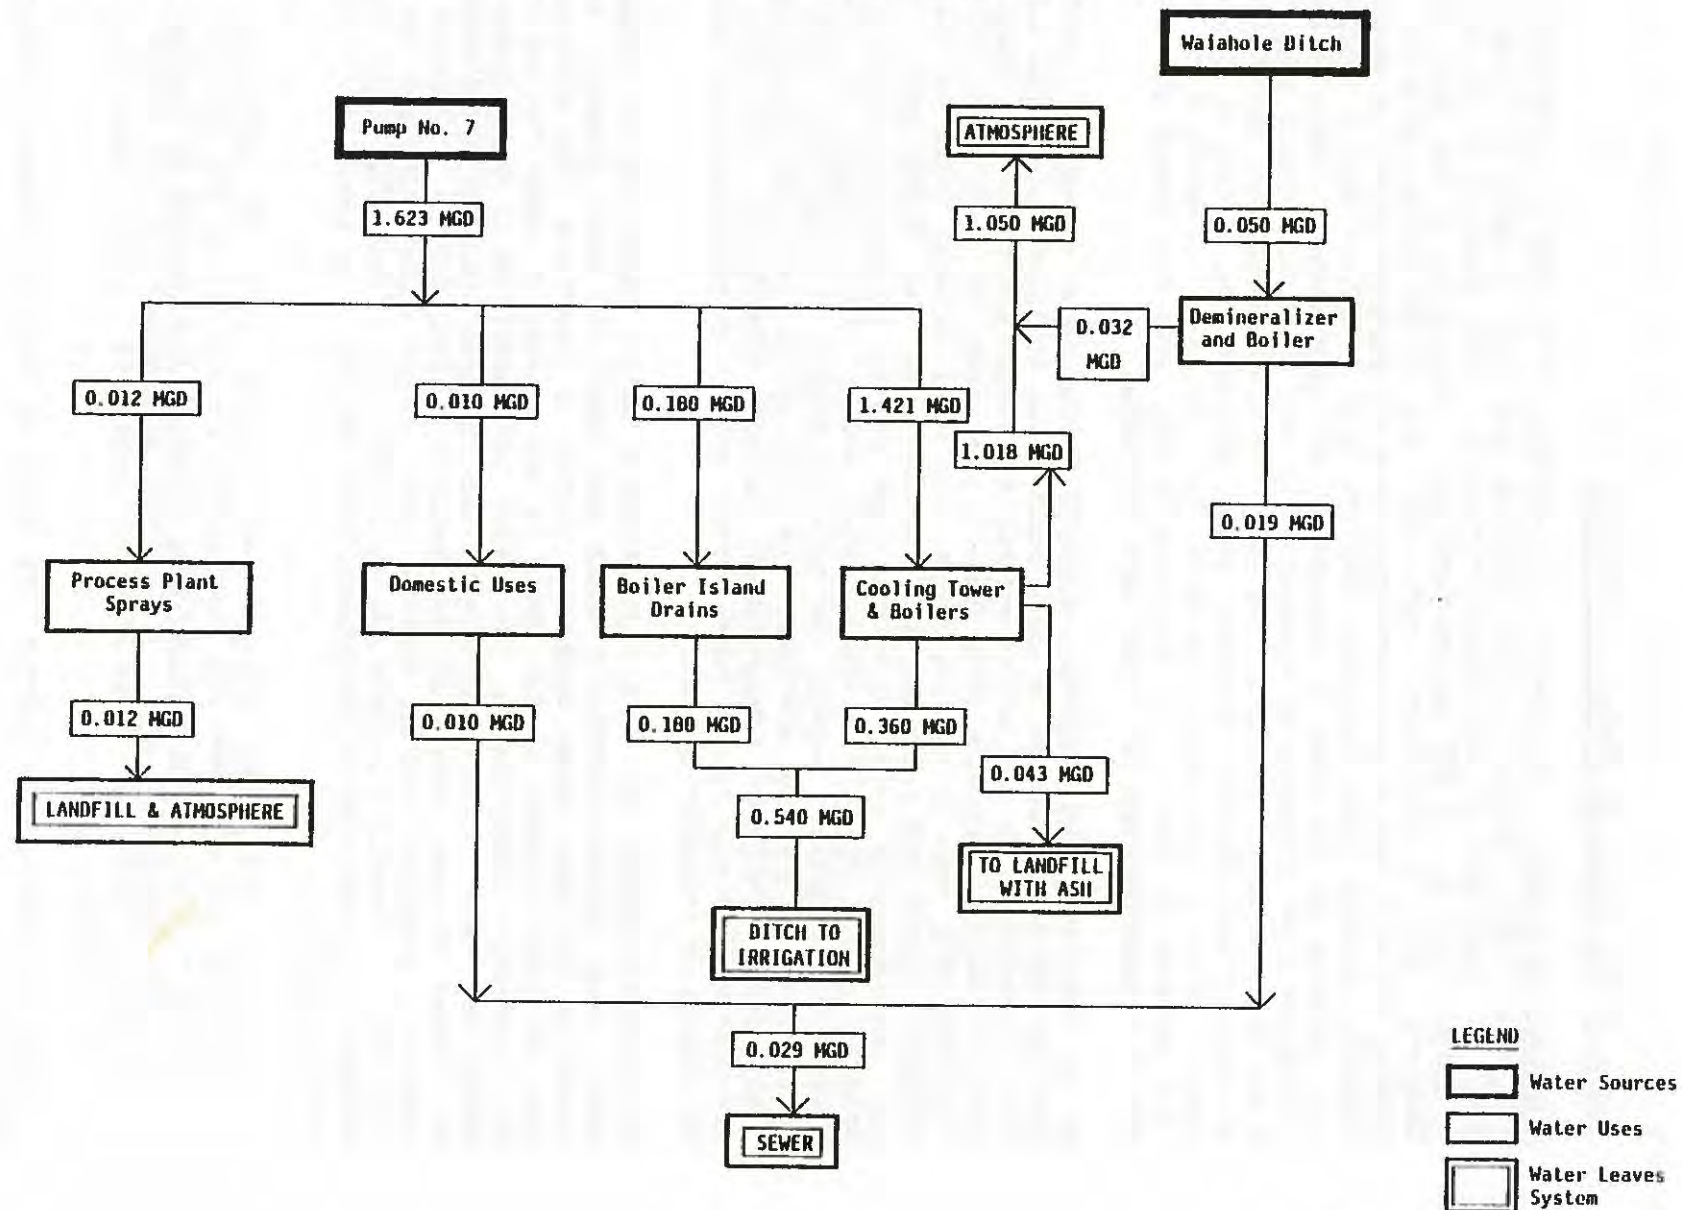 Waiahole Ditch
Pump No. 7
ATMOSPHERE
1.623 MGD
1.050 MGD
0.050 MGD
Demineralizer
and Boiler
0.032
MGD
0.012 MGD
0.010 MGD
0.180 MGD
1.421 MGD
1.018 MGD
0.019 MGD
Process Plant
Sprays
Domestic Uses
Boiler Island
Drains
Cooling Tower
& Boilers
0.012 MGD
0.010 MGD
0.180 MGD
0.360 MGD
0.043 MGD
LANDFILL & ATMOSPHERE
0.540 MGD
TO LANDFILL
WITH ASH
DITCH TO
IRRIGATION
0.029 MGD
SEWER
LEGEND
Water Sources
Water Uses
Water Leaves
System